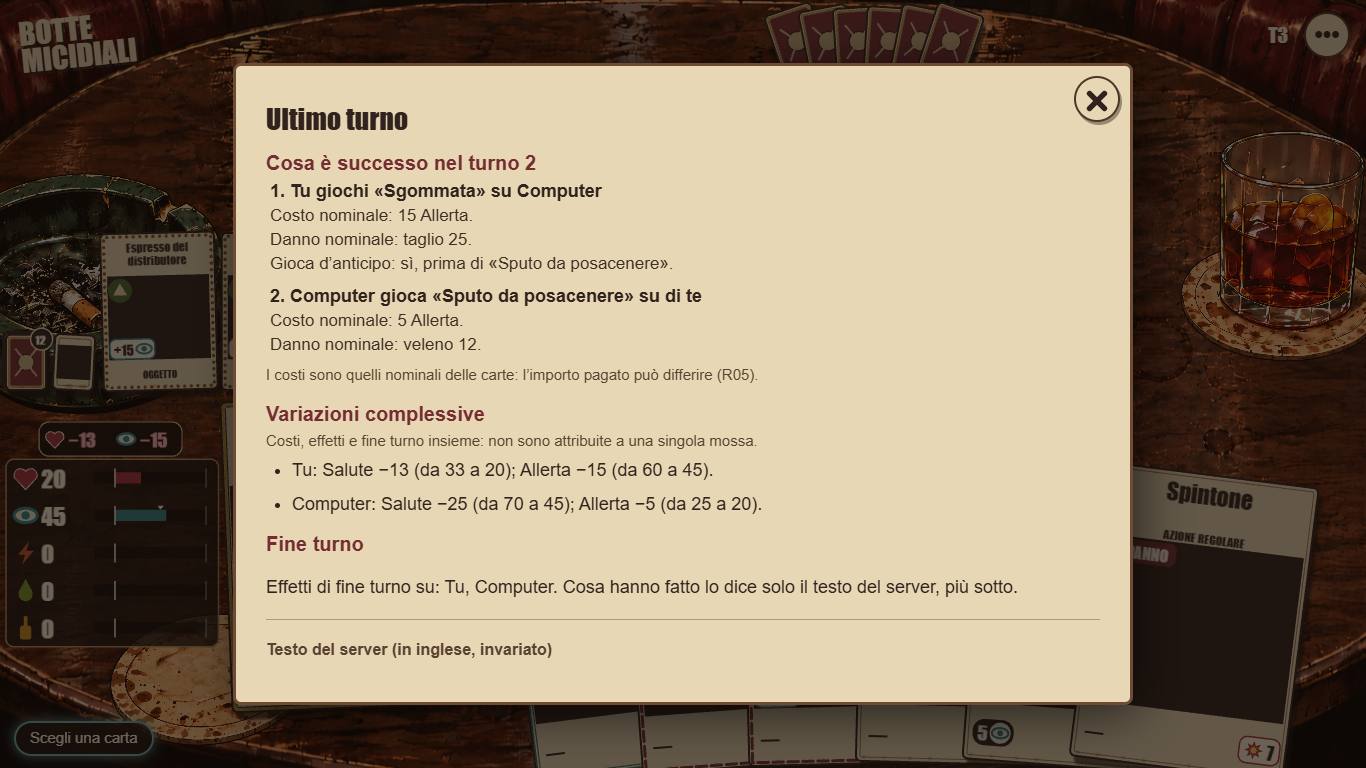 BOTTE
MICIDIALI
T3
Ultimo turno
Cosa è successo nel turno 2
1. Tu giochi «Sgommata» su Computer
Costo nominale: 15 Allerta.
Danno nominale: taglio 25.
Gioca d’anticipo: sì, prima di «Sputo da posacenere».
2. Computer gioca «Sputo da posacenere» su di te
Costo nominale: 5 Allerta.
Danno nominale: veleno 12.
I costi sono quelli nominali delle carte: l’importo pagato può differire (R05).
Variazioni complessive
Costi, effetti e fine turno insieme: non sono attribuite a una singola mossa.
• Tu: Salute −13 (da 33 a 20); Allerta −15 (da 60 a 45).
• Computer: Salute −25 (da 70 a 45); Allerta −5 (da 25 a 20).
Fine turno
Effetti di fine turno su: Tu, Computer. Cosa hanno fatto lo dice solo il testo del server, più sotto.
Testo del server (in inglese, invariato)
Espresso del
distributore
+15
OGGETTO
12
−13 −15
20
45
0
0
0
Scegli una carta
Spintone
AZIONE REGOLARE
ANNO
—
—
—
—
5
—
7